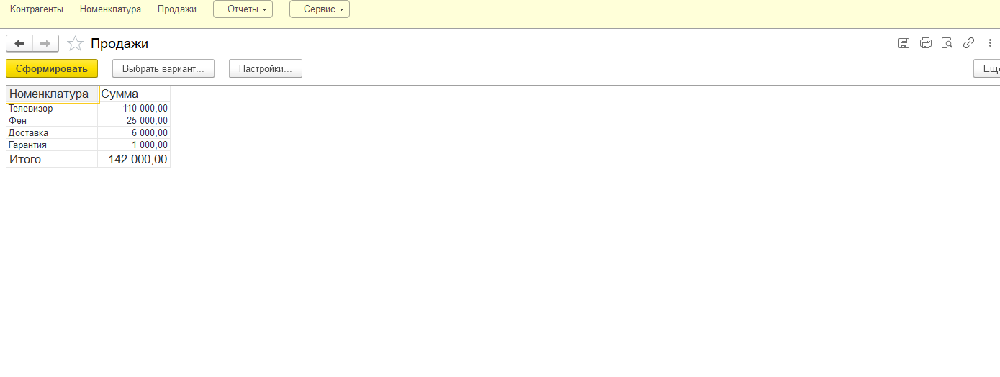 Контрагенты Номенклатура Продажи Отчеты Сервис
Продажи
Сформировать Выбрать вариант... Настройки...
Номенклатура Сумма
Телевизор 110 000,00
Фен 25 000,00
Доставка 6 000,00
Гарантия 1 000,00
Итого 142 000,00